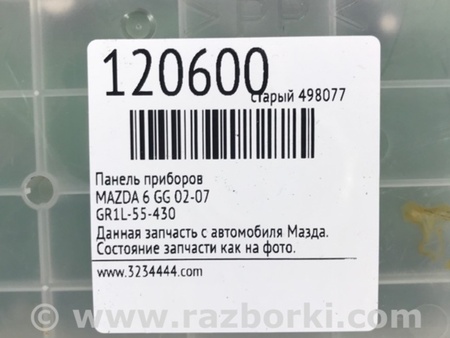 >APPR<
120600
старый 498077
Панель приборов
MAZDA 6 GG 02-07
GR1L-55-430
Данная запчасть с автомобиля Мазда.
Состояние запчасти как на фото.
www.3234444.com
© www.razborki.com